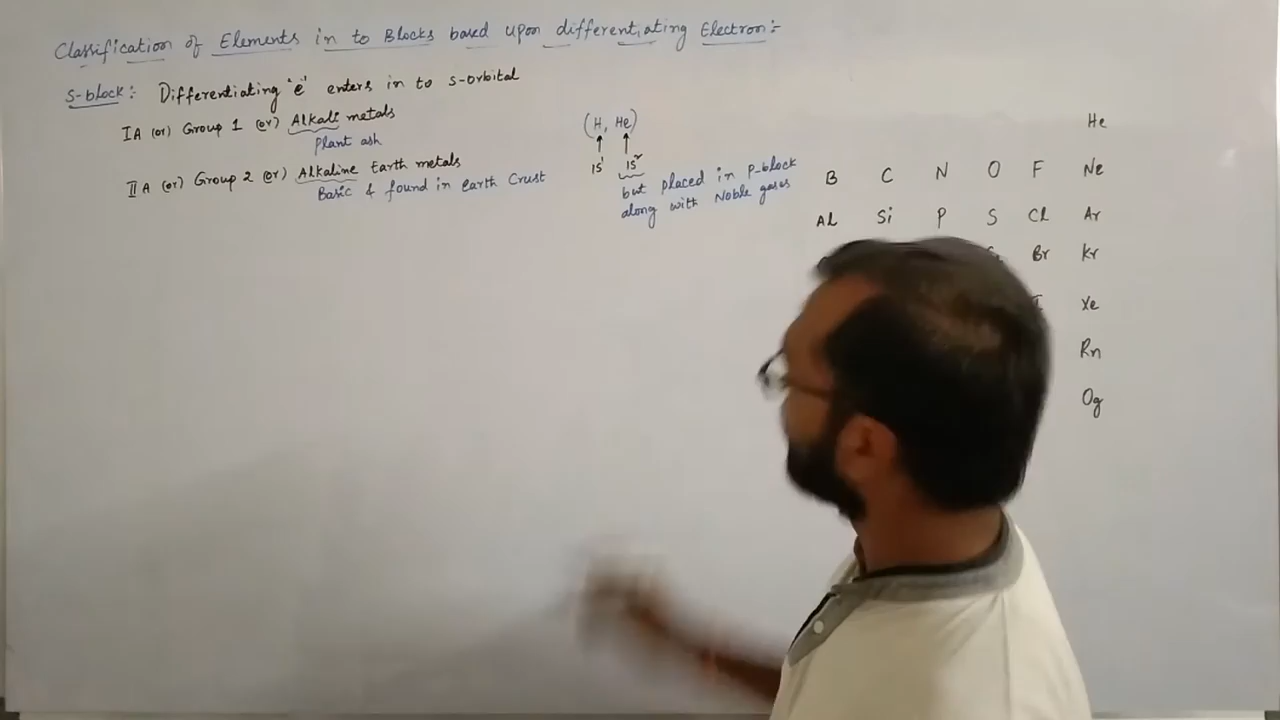 Classification of Elements in to Blocks based upon differentiating Electron:-
S-block:- Differentiating 'e⁻' enters in to s-orbital
IA (or) Group 1 (or) Alkali metals
Plant ash
IIA (or) Group 2 (or) Alkaline Earth metals
Basic & found in earth Crust
(H, He)
1s¹ 1s²
but placed in p-block
along with Noble gases
He
B C N O F Ne
Al Si P S Cl Ar
Br Kr
Xe
Rn
Og